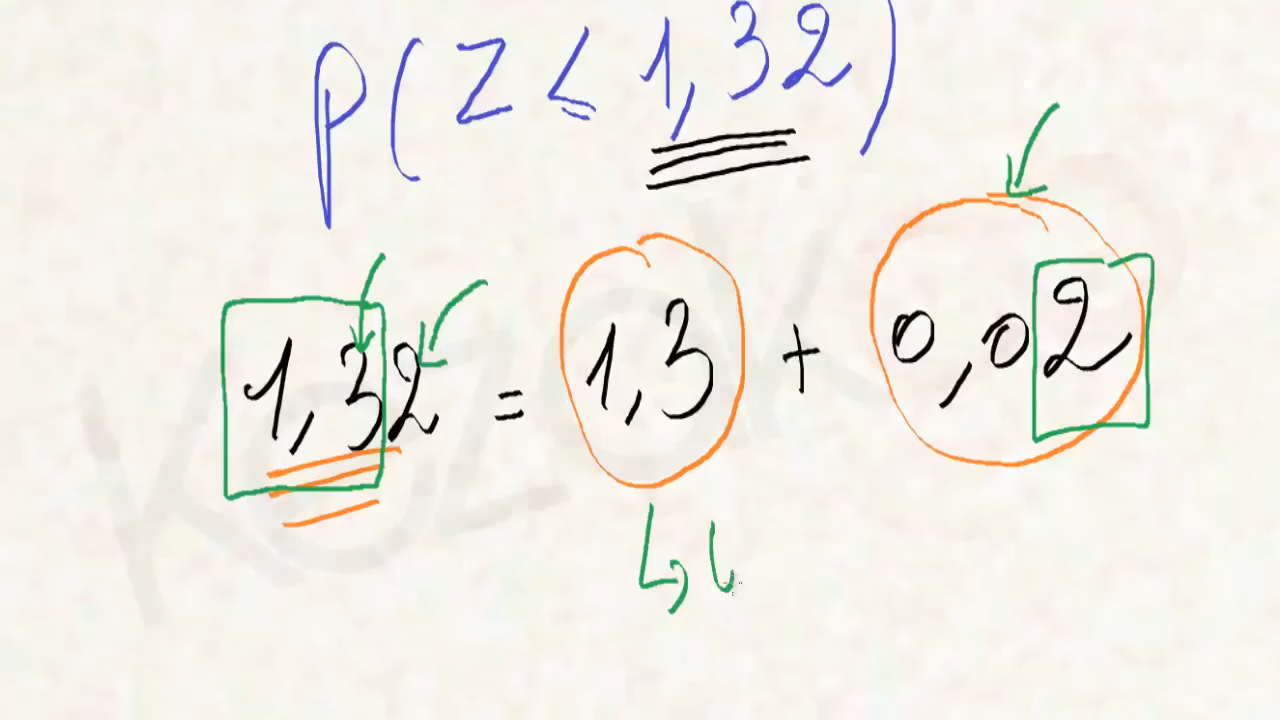 P(Z ≤ 1,32)
1,32 = 1,3 + 0,02